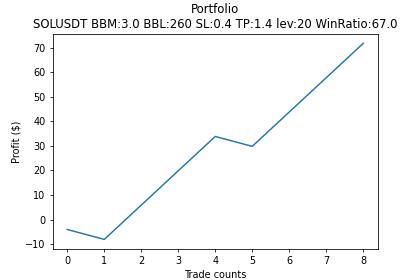 Portfolio
SOLUSDT BBM:3.0 BBL:260 SL:0.4 TP:1.4 lev:20 WinRatio:67.0
70
60
50
40
30
20
10
0
−10
Profit ($)
0 1 2 3 4 5 6 7 8
Trade counts